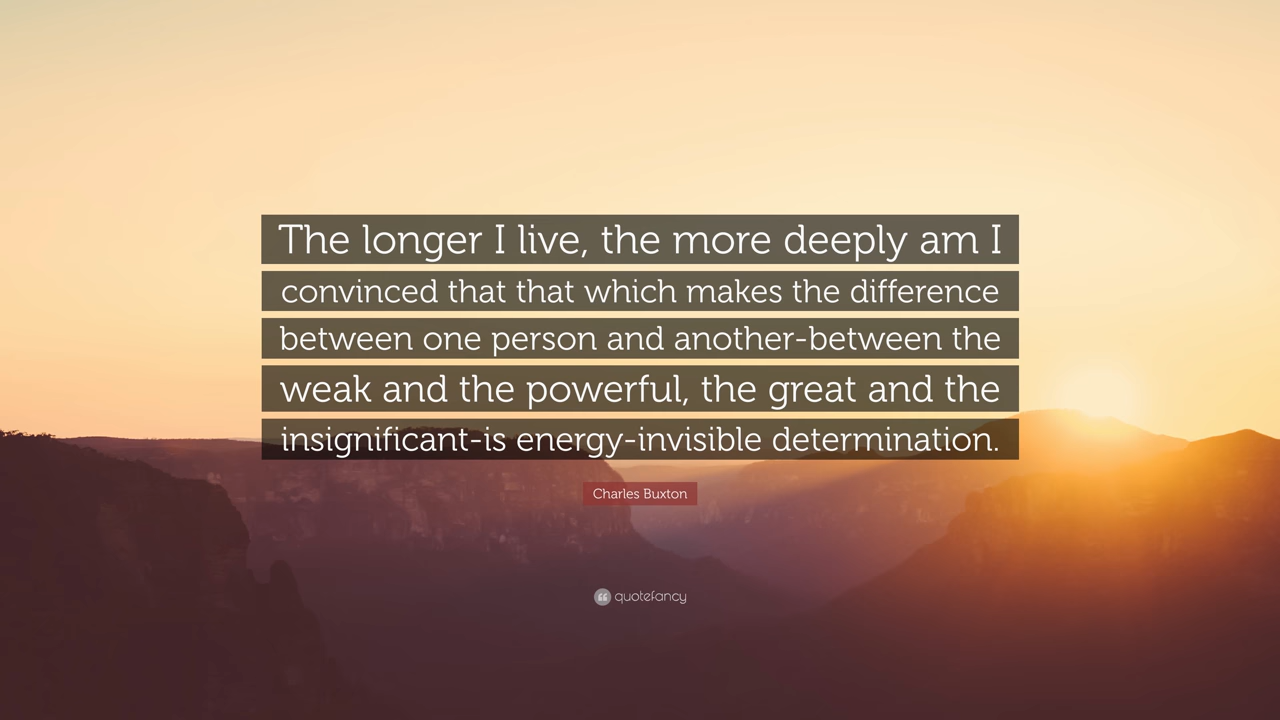 The longer I live, the more deeply am I
convinced that that which makes the difference
between one person and another-between the
weak and the powerful, the great and the
insignificant-is energy-invisible determination.
Charles Buxton
quotefancy